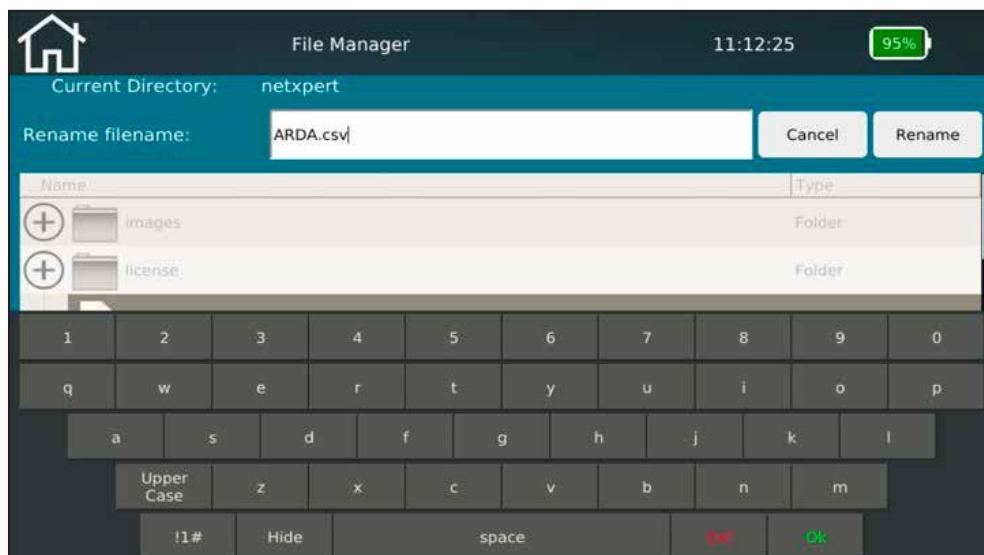 File Manager 11:12:25 95%
Current Directory: netxpert
Rename filename: ARDA.csv Cancel Rename
Name Type
images Folder
license Folder
1 2 3 4 5 6 7 8 9 0
q w e r t y u i o p
a s d f g h j k l
Upper
Case z x c v b n m
!1# Hide space Del Ok